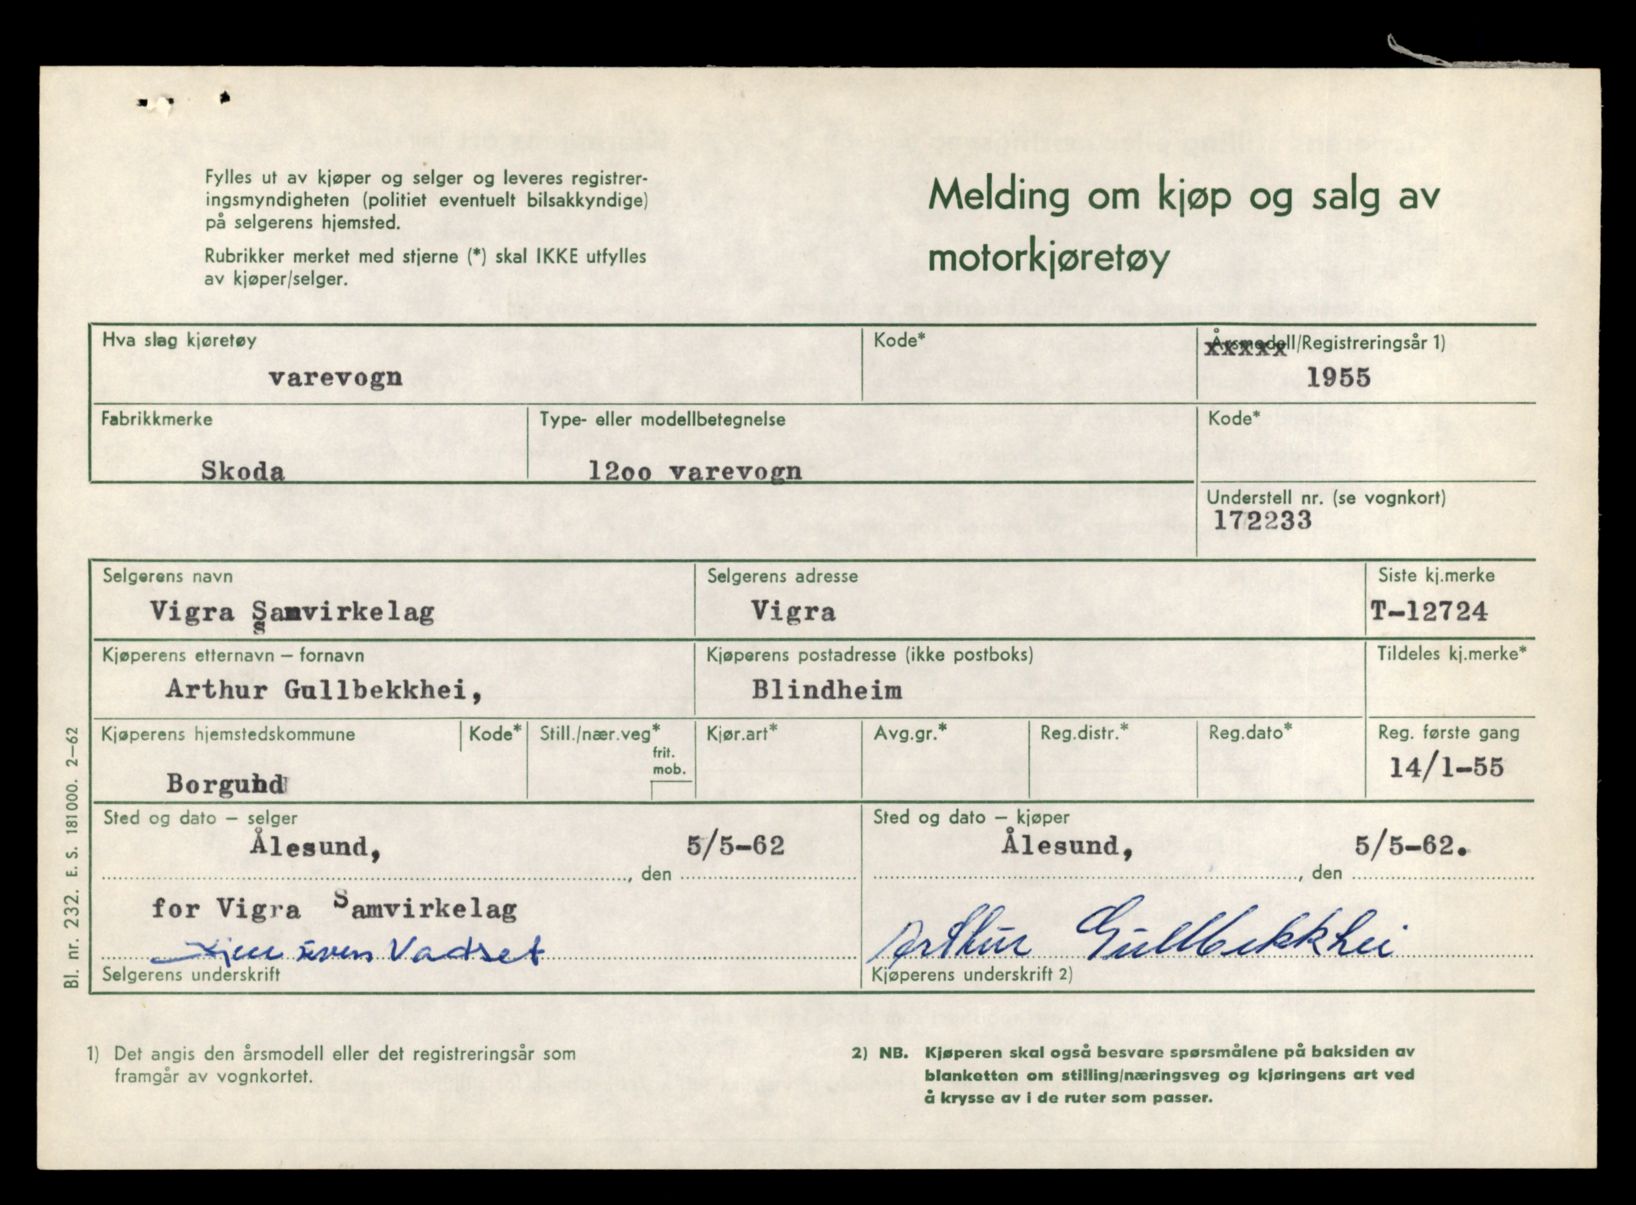 Fylles ut av kjøper og selger og leveres registrer-
ingsmyndigheten (politiet eventuelt bilsakkyndige)
på selgerens hjemsted.
Rubrikker merket med stjerne (*) skal IKKE utfylles
av kjøper/selger.
Melding om kjøp og salg av
motorkjøretøy
Hva slag kjøretøy
varevogn
Kode*
Årsmodell/Registreringsår 1)
xxxxx
1955
Fabrikkmerke
Skoda
Type- eller modellbetegnelse
12oo varevogn
Kode*
Understell nr. (se vognkort)
172233
Selgerens navn
Vigra Samvirkelag
Selgerens adresse
Vigra
Siste kj.merke
T-12724
Kjøperens etternavn – fornavn
Arthur Gullbekkhei,
Kjøperens postadresse (ikke postboks)
Blindheim
Tildeles kj.merke*
Kjøperens hjemstedskommune
Borgund
Kode*
Still./nær.veg*
frit.
mob.
Kjør.art*
Avg.gr.*
Reg.distr.*
Reg.dato*
Reg. første gang
14/1-55
Sted og dato – selger
Ålesund, 5/5-62
, den
for Vigra Samvirkelag
Vadset
Selgerens underskrift
Sted og dato – kjøper
Ålesund, 5/5-62.
, den
Arthur Gullbekkhei
Kjøperens underskrift 2)
Bl. nr. 232. E. S. 181000. 2–62
1) Det angis den årsmodell eller det registreringsår som
framgår av vognkortet.
2) NB. Kjøperen skal også besvare spørsmålene på baksiden av
blanketten om stilling/næringsveg og kjøringens art ved
å krysse av i de ruter som passer.